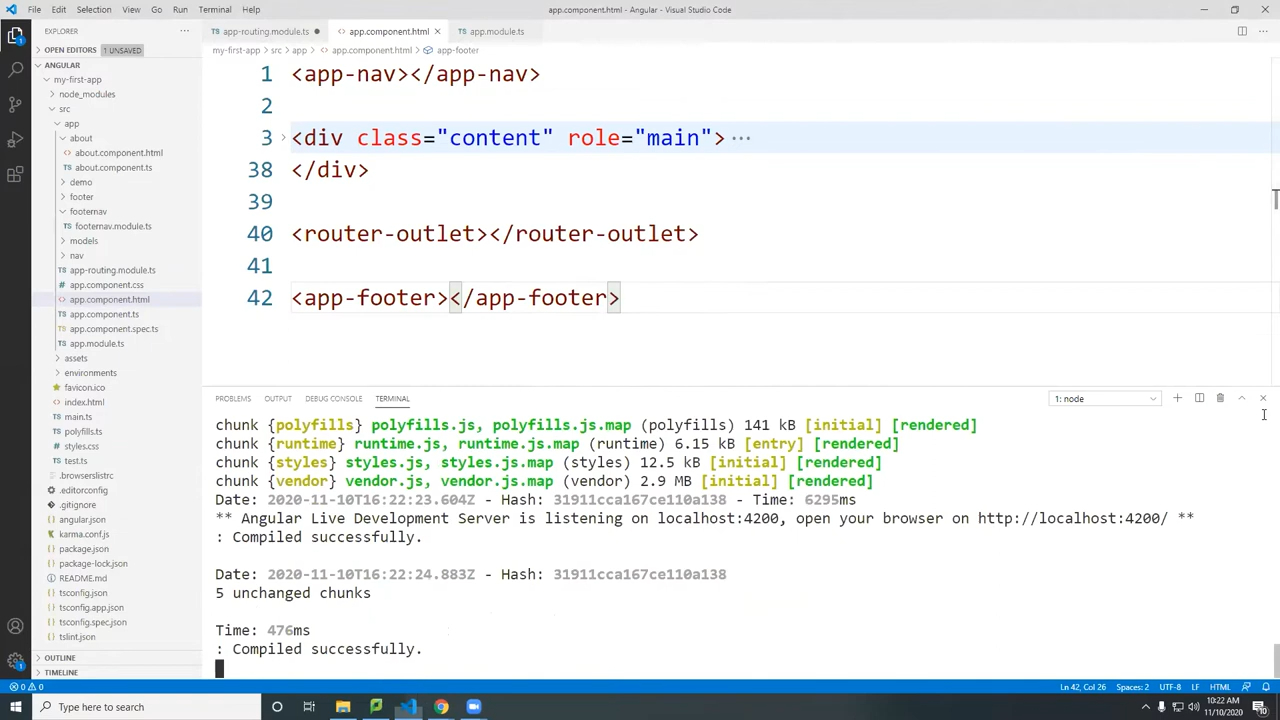 File Edit Selection View Go Run Terminal Help app.component.html - Angular - Visual Studio Code
EXPLORER ···
OPEN EDITORS 1 UNSAVED
ANGULAR
my-first-app
node_modules
src
app
about
about.component.html
TS about.component.ts
demo
footer
footernav
TS footernav.module.ts
models
nav
TS app-routing.module.ts
app.component.css
<> app.component.html
TS app.component.ts
TS app.component.spec.ts
TS app.module.ts
assets
environments
favicon.ico
index.html
TS main.ts
TS polyfills.ts
styles.css
TS test.ts
.browserslistrc
.editorconfig
.gitignore
angular.json
karma.conf.js
package.json
package-lock.json
README.md
tsconfig.json
tsconfig.app.json
tsconfig.spec.json
tslint.json
OUTLINE
TIMELINE
TS app-routing.module.ts ● <> app.component.html × TS app.module.ts
my-first-app > src > app > <> app.component.html > app-footer
1 <app-nav></app-nav>
2
3 <div class="content" role="main">···
38 </div>
39
40 <router-outlet></router-outlet>
41
42 <app-footer></app-footer>
PROBLEMS OUTPUT DEBUG CONSOLE TERMINAL 1: node
chunk {polyfills} polyfills.js, polyfills.js.map (polyfills) 141 kB [initial] [rendered]
chunk {runtime} runtime.js, runtime.js.map (runtime) 6.15 kB [entry] [rendered]
chunk {styles} styles.js, styles.js.map (styles) 12.5 kB [initial] [rendered]
chunk {vendor} vendor.js, vendor.js.map (vendor) 2.9 MB [initial] [rendered]
Date: 2020-11-10T16:22:23.604Z - Hash: 31911cca167ce110a138 - Time: 6295ms
** Angular Live Development Server is listening on localhost:4200, open your browser on http://localhost:4200/ **
: Compiled successfully.
Date: 2020-11-10T16:22:24.883Z - Hash: 31911cca167ce110a138
5 unchanged chunks
Time: 476ms
: Compiled successfully.
0 0 Ln 42, Col 26 Spaces: 2 UTF-8 LF HTML
Type here to search
10:22 AM
11/10/2020